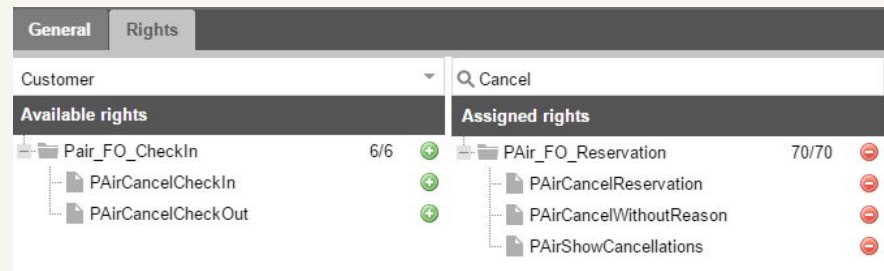 General Rights
Customer
Available rights
Pair_FO_CheckIn 6/6
PAirCancelCheckIn
PAirCancelCheckOut
Cancel
Assigned rights
PAir_FO_Reservation 70/70
PAirCancelReservation
PAirCancelWithoutReason
PAirShowCancellations